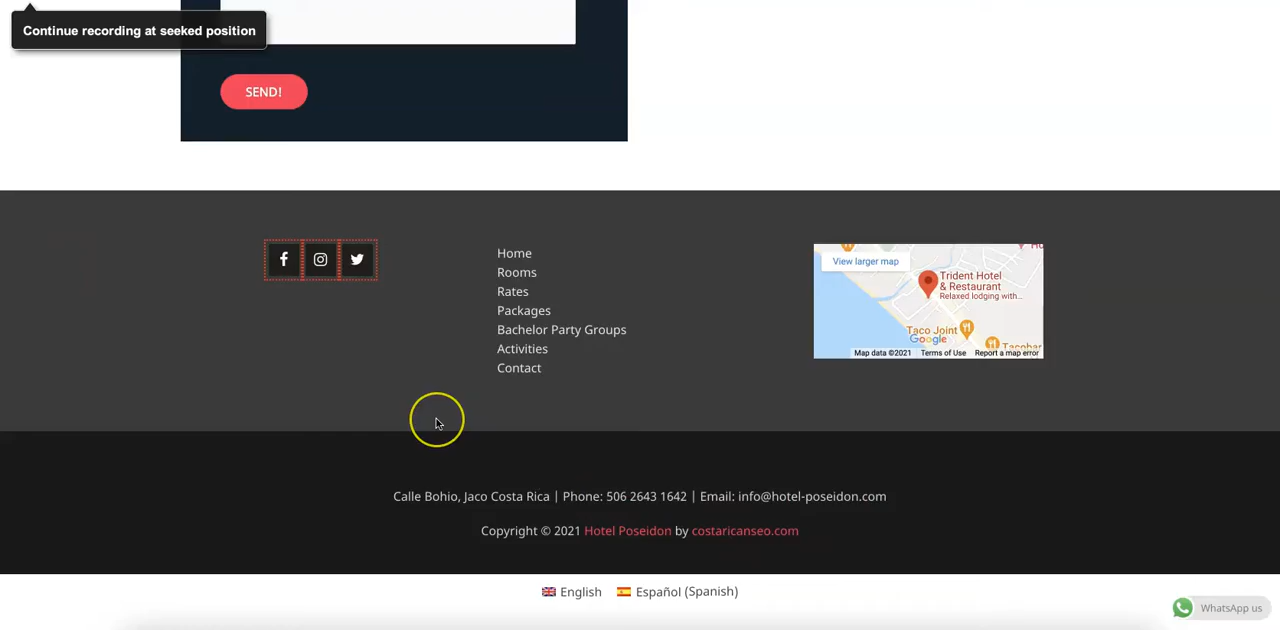 Continue recording at seeked position
SEND!
Home
Rooms
Rates
Packages
Bachelor Party Groups
Activities
Contact
View larger map
Trident Hotel
& Restaurant
Relaxed lodging with...
Taco Joint
Google
Tacobar
Map data ©2021 Terms of Use Report a map error
Calle Bohio, Jaco Costa Rica | Phone: 506 2643 1642 | Email: info@hotel-poseidon.com
Copyright © 2021 Hotel Poseidon by costaricanseo.com
English Español (Spanish)
WhatsApp us